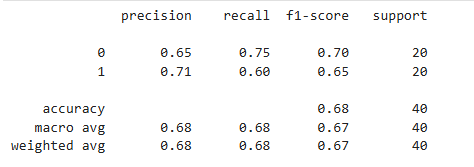 precision recall f1-score support
0 0.65 0.75 0.70 20
1 0.71 0.60 0.65 20
accuracy 0.68 40
macro avg 0.68 0.68 0.67 40
weighted avg 0.68 0.68 0.67 40